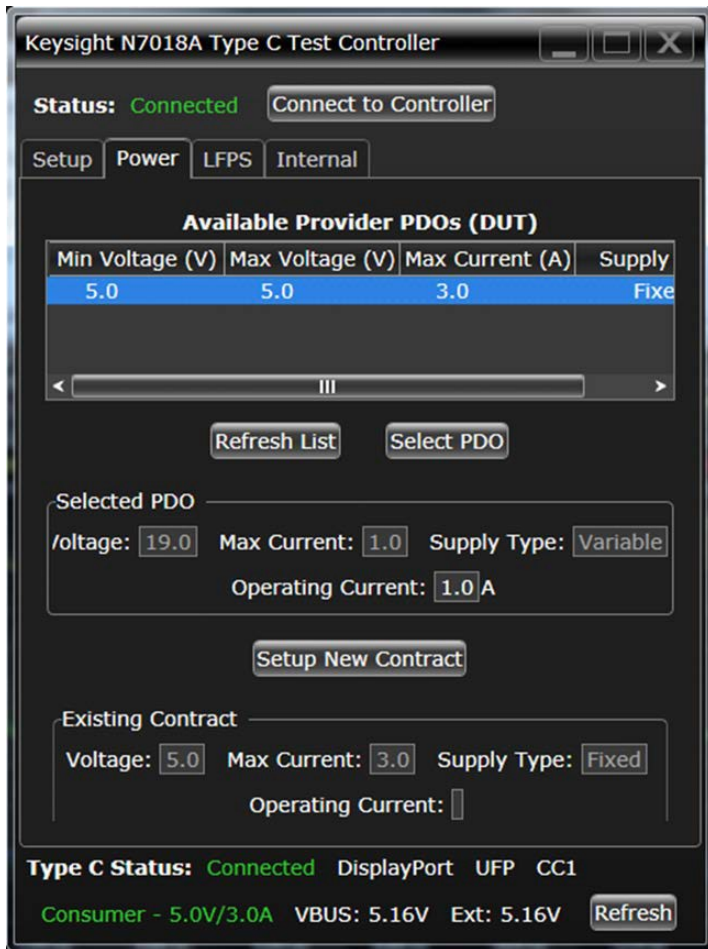 Keysight N7018A Type C Test Controller
Status: Connected Connect to Controller
Setup Power LFPS Internal
Available Provider PDOs (DUT)
Min Voltage (V) Max Voltage (V) Max Current (A) Supply
5.0 5.0 3.0 Fixe
Refresh List Select PDO
Selected PDO
/oltage: 19.0 Max Current: 1.0 Supply Type: Variable
Operating Current: 1.0 A
Setup New Contract
Existing Contract
Voltage: 5.0 Max Current: 3.0 Supply Type: Fixed
Operating Current:
Type C Status: Connected DisplayPort UFP CC1
Consumer - 5.0V/3.0A VBUS: 5.16V Ext: 5.16V Refresh